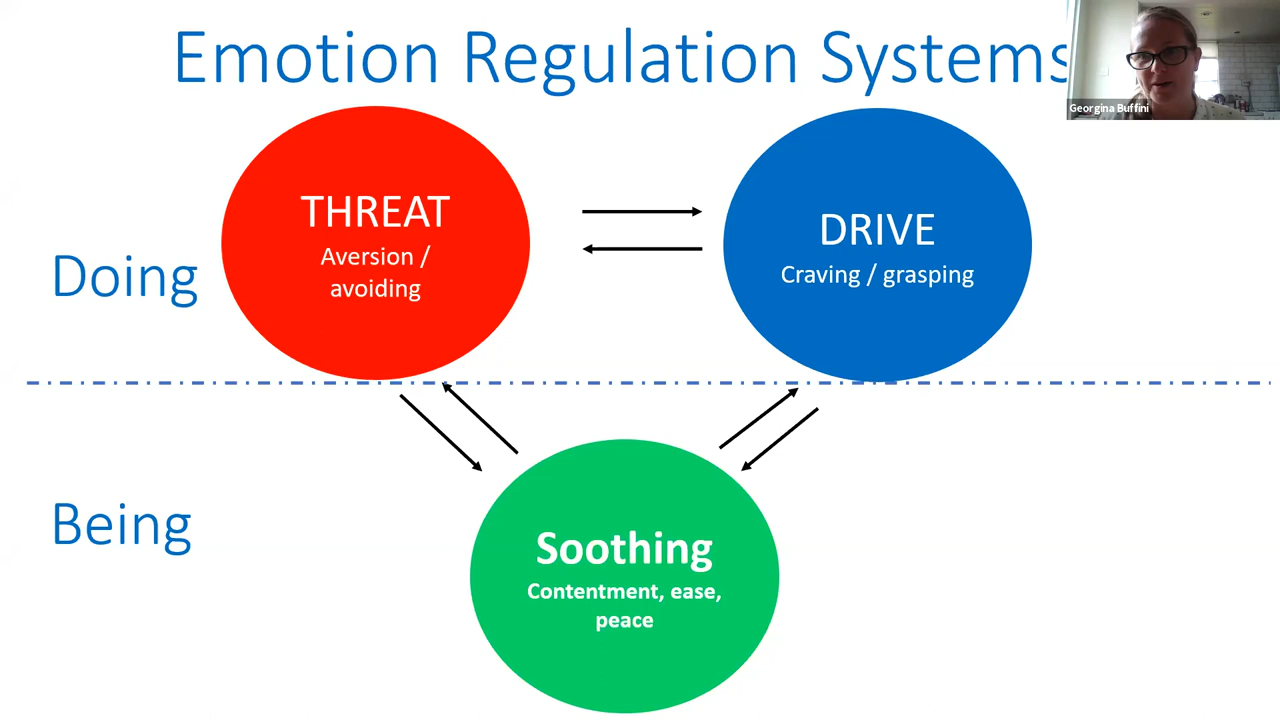 Emotion Regulation Systems
Georgina Buffini
THREAT
Aversion /
avoiding
DRIVE
Craving / grasping
Doing
Being
Soothing
Contentment, ease,
peace